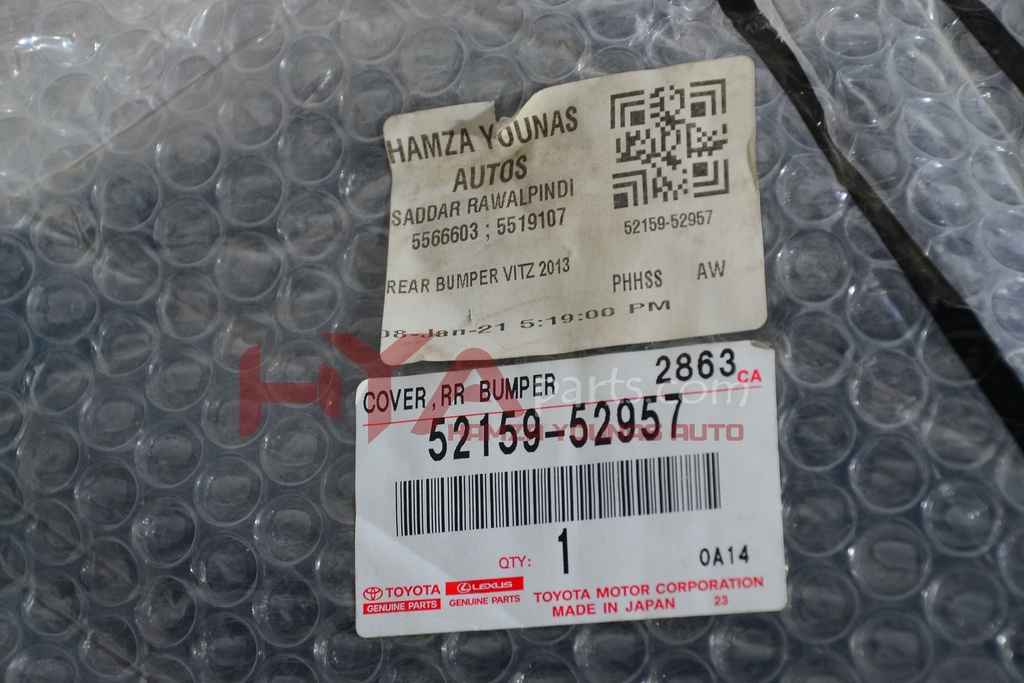 HAMZA YOUNAS
AUTOS
SADDAR RAWALPINDI
5566603 ; 5519107
52159-52957
REAR BUMPER VITZ 2013
PHHSS AW
08-Jan-21 5:19:00 PM
HYAparts.com
HAMZA YOUNAS AUTO
COVER,RR BUMPER 2863 CA
52159-52957
QTY: 1 0A14
TOYOTA LEXUS
GENUINE PARTS GENUINE PARTS
TOYOTA MOTOR CORPORATION
MADE IN JAPAN 23